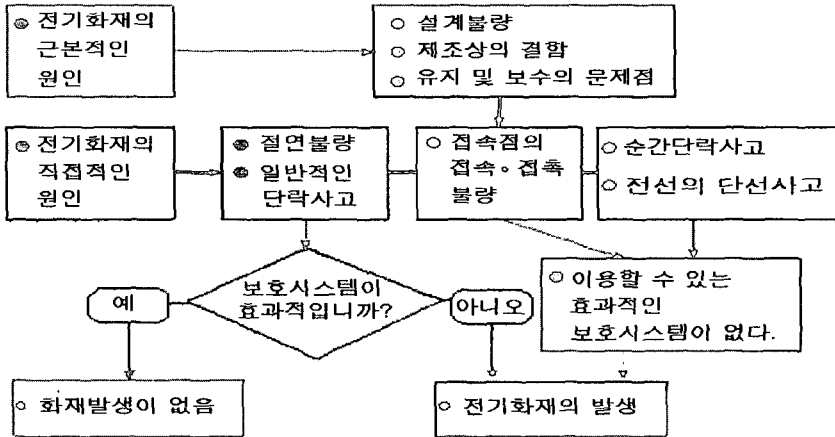 전기화재의
근본적인
원인
설계불량
제조상의 결함
유지 및 보수의 문제점
전기화재의
직접적인
원인
절연불량
일반적인
단락사고
접속점의
접속∘접촉
불량
순간단락사고
전선의 단선사고
보호시스템이
효과적입니까?
예
아니오
이용할 수 있는
효과적인
보호시스템이 없다.
화재발생이 없음
전기화재의 발생